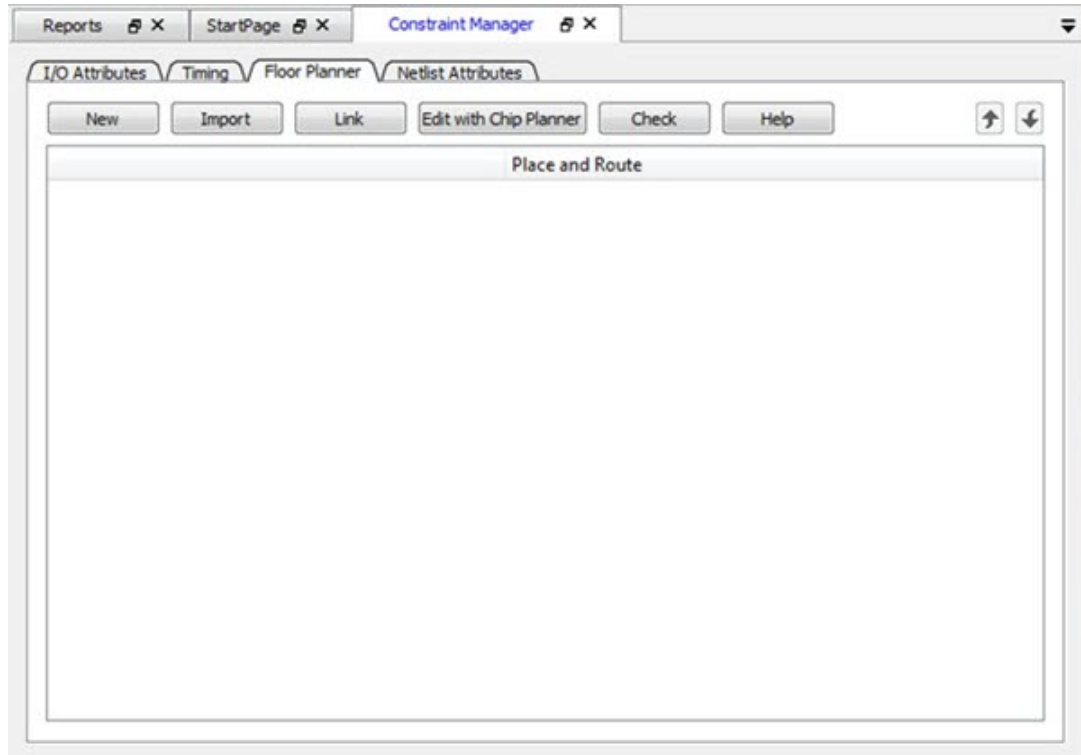 Reports StartPage Constraint Manager
I/O Attributes Timing Floor Planner Netlist Attributes
New Import Link Edit with Chip Planner Check Help
Place and Route